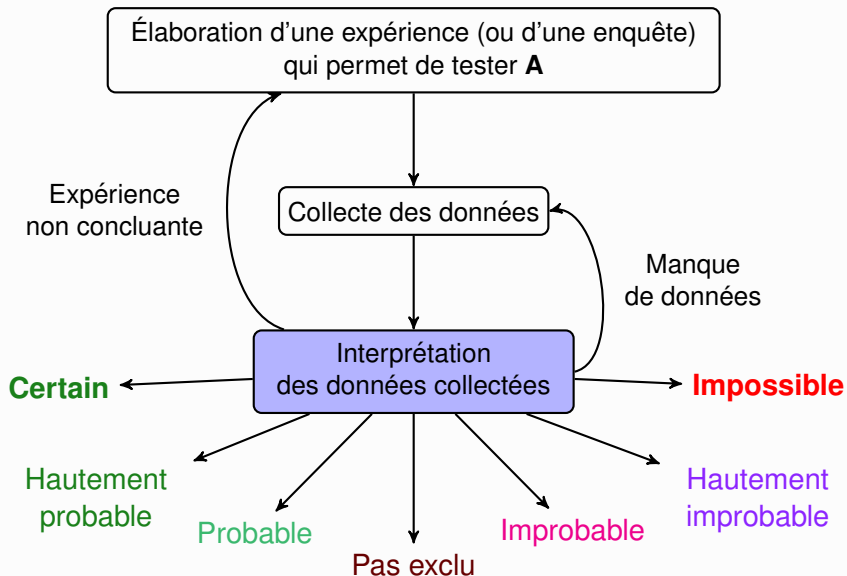 Élaboration d'une expérience (ou d'une enquête)
qui permet de tester A
Expérience
non concluante
Collecte des données
Manque
de données
Interprétation
des données collectées
Certain
Impossible
Hautement
probable
Probable
Pas exclu
Improbable
Hautement
improbable